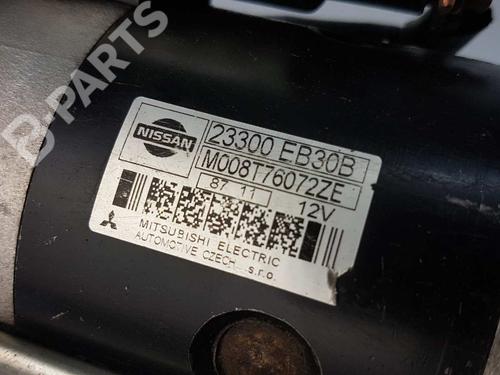 B-PARTS
NISSAN
23300 EB30B
M008T76072ZE
87 11
12V
MITSUBISHI ELECTRIC
AUTOMOTIVE CZECH s.r.o.